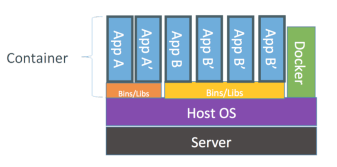 Container
App A
App A'
App B
App B'
App B'
App B'
Docker
Bins/Libs
Bins/Libs
Host OS
Server